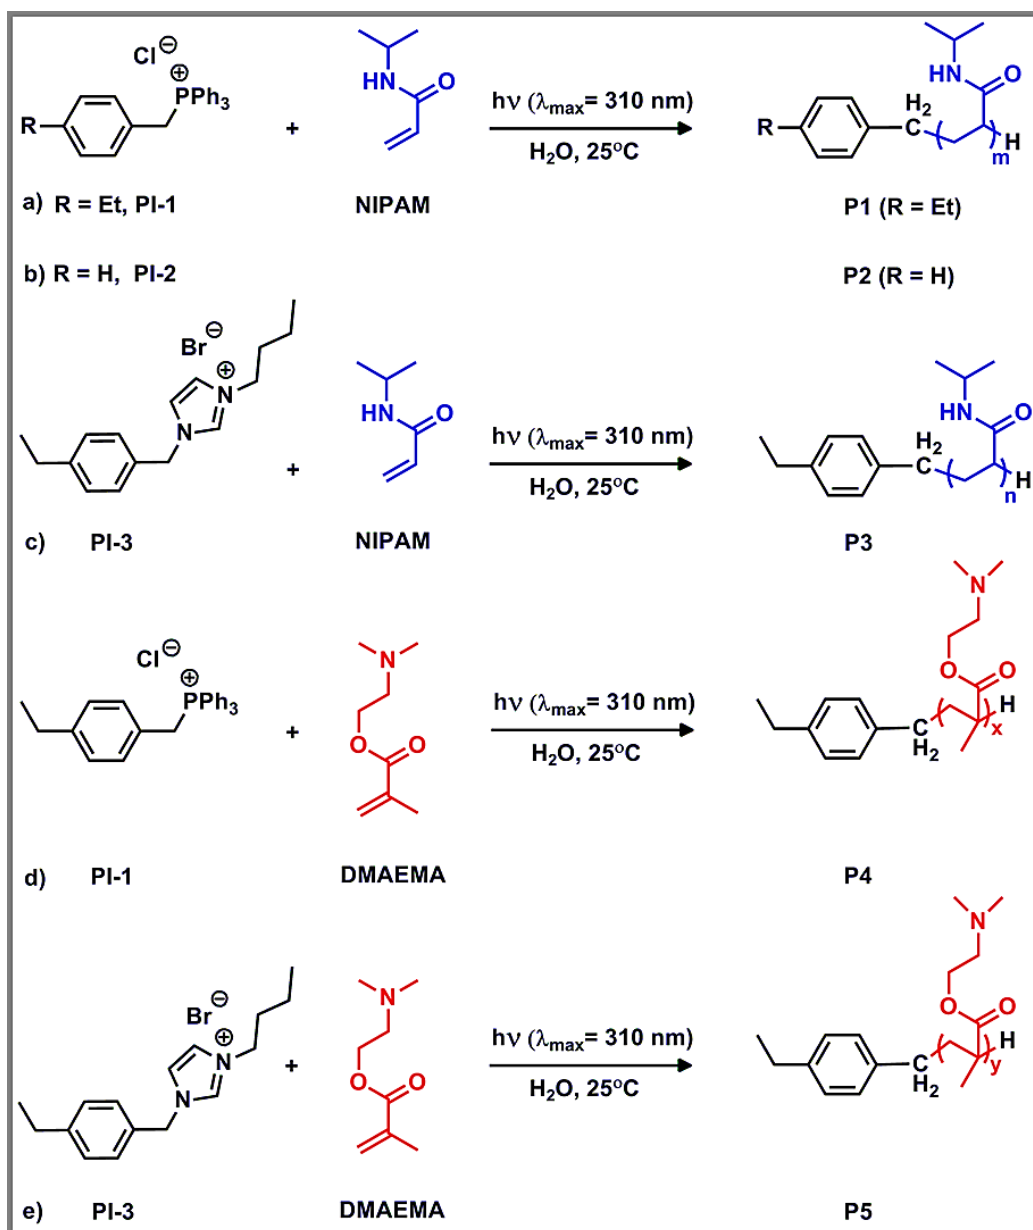 Cl⊖
⊕
PPh3
R
+
HN
O
hν (λmax= 310 nm)
H2O, 25°C
R
C
H2
HN
O
H
m
a) R = Et, PI-1
NIPAM
P1 (R = Et)
b) R = H, PI-2
P2 (R = H)
Br⊖
⊕
N
N
+
HN
O
hν (λmax= 310 nm)
H2O, 25°C
HN
O
H2
C
H
n
c) PI-3
NIPAM
P3
Cl⊖
⊕
PPh3
+
N
O
O
hν (λmax= 310 nm)
H2O, 25°C
N
O
O
H
x
C
H2
d) PI-1
DMAEMA
P4
Br⊖
⊕
N
N
+
N
O
O
hν (λmax= 310 nm)
H2O, 25°C
N
O
O
H
y
C
H2
e) PI-3
DMAEMA
P5